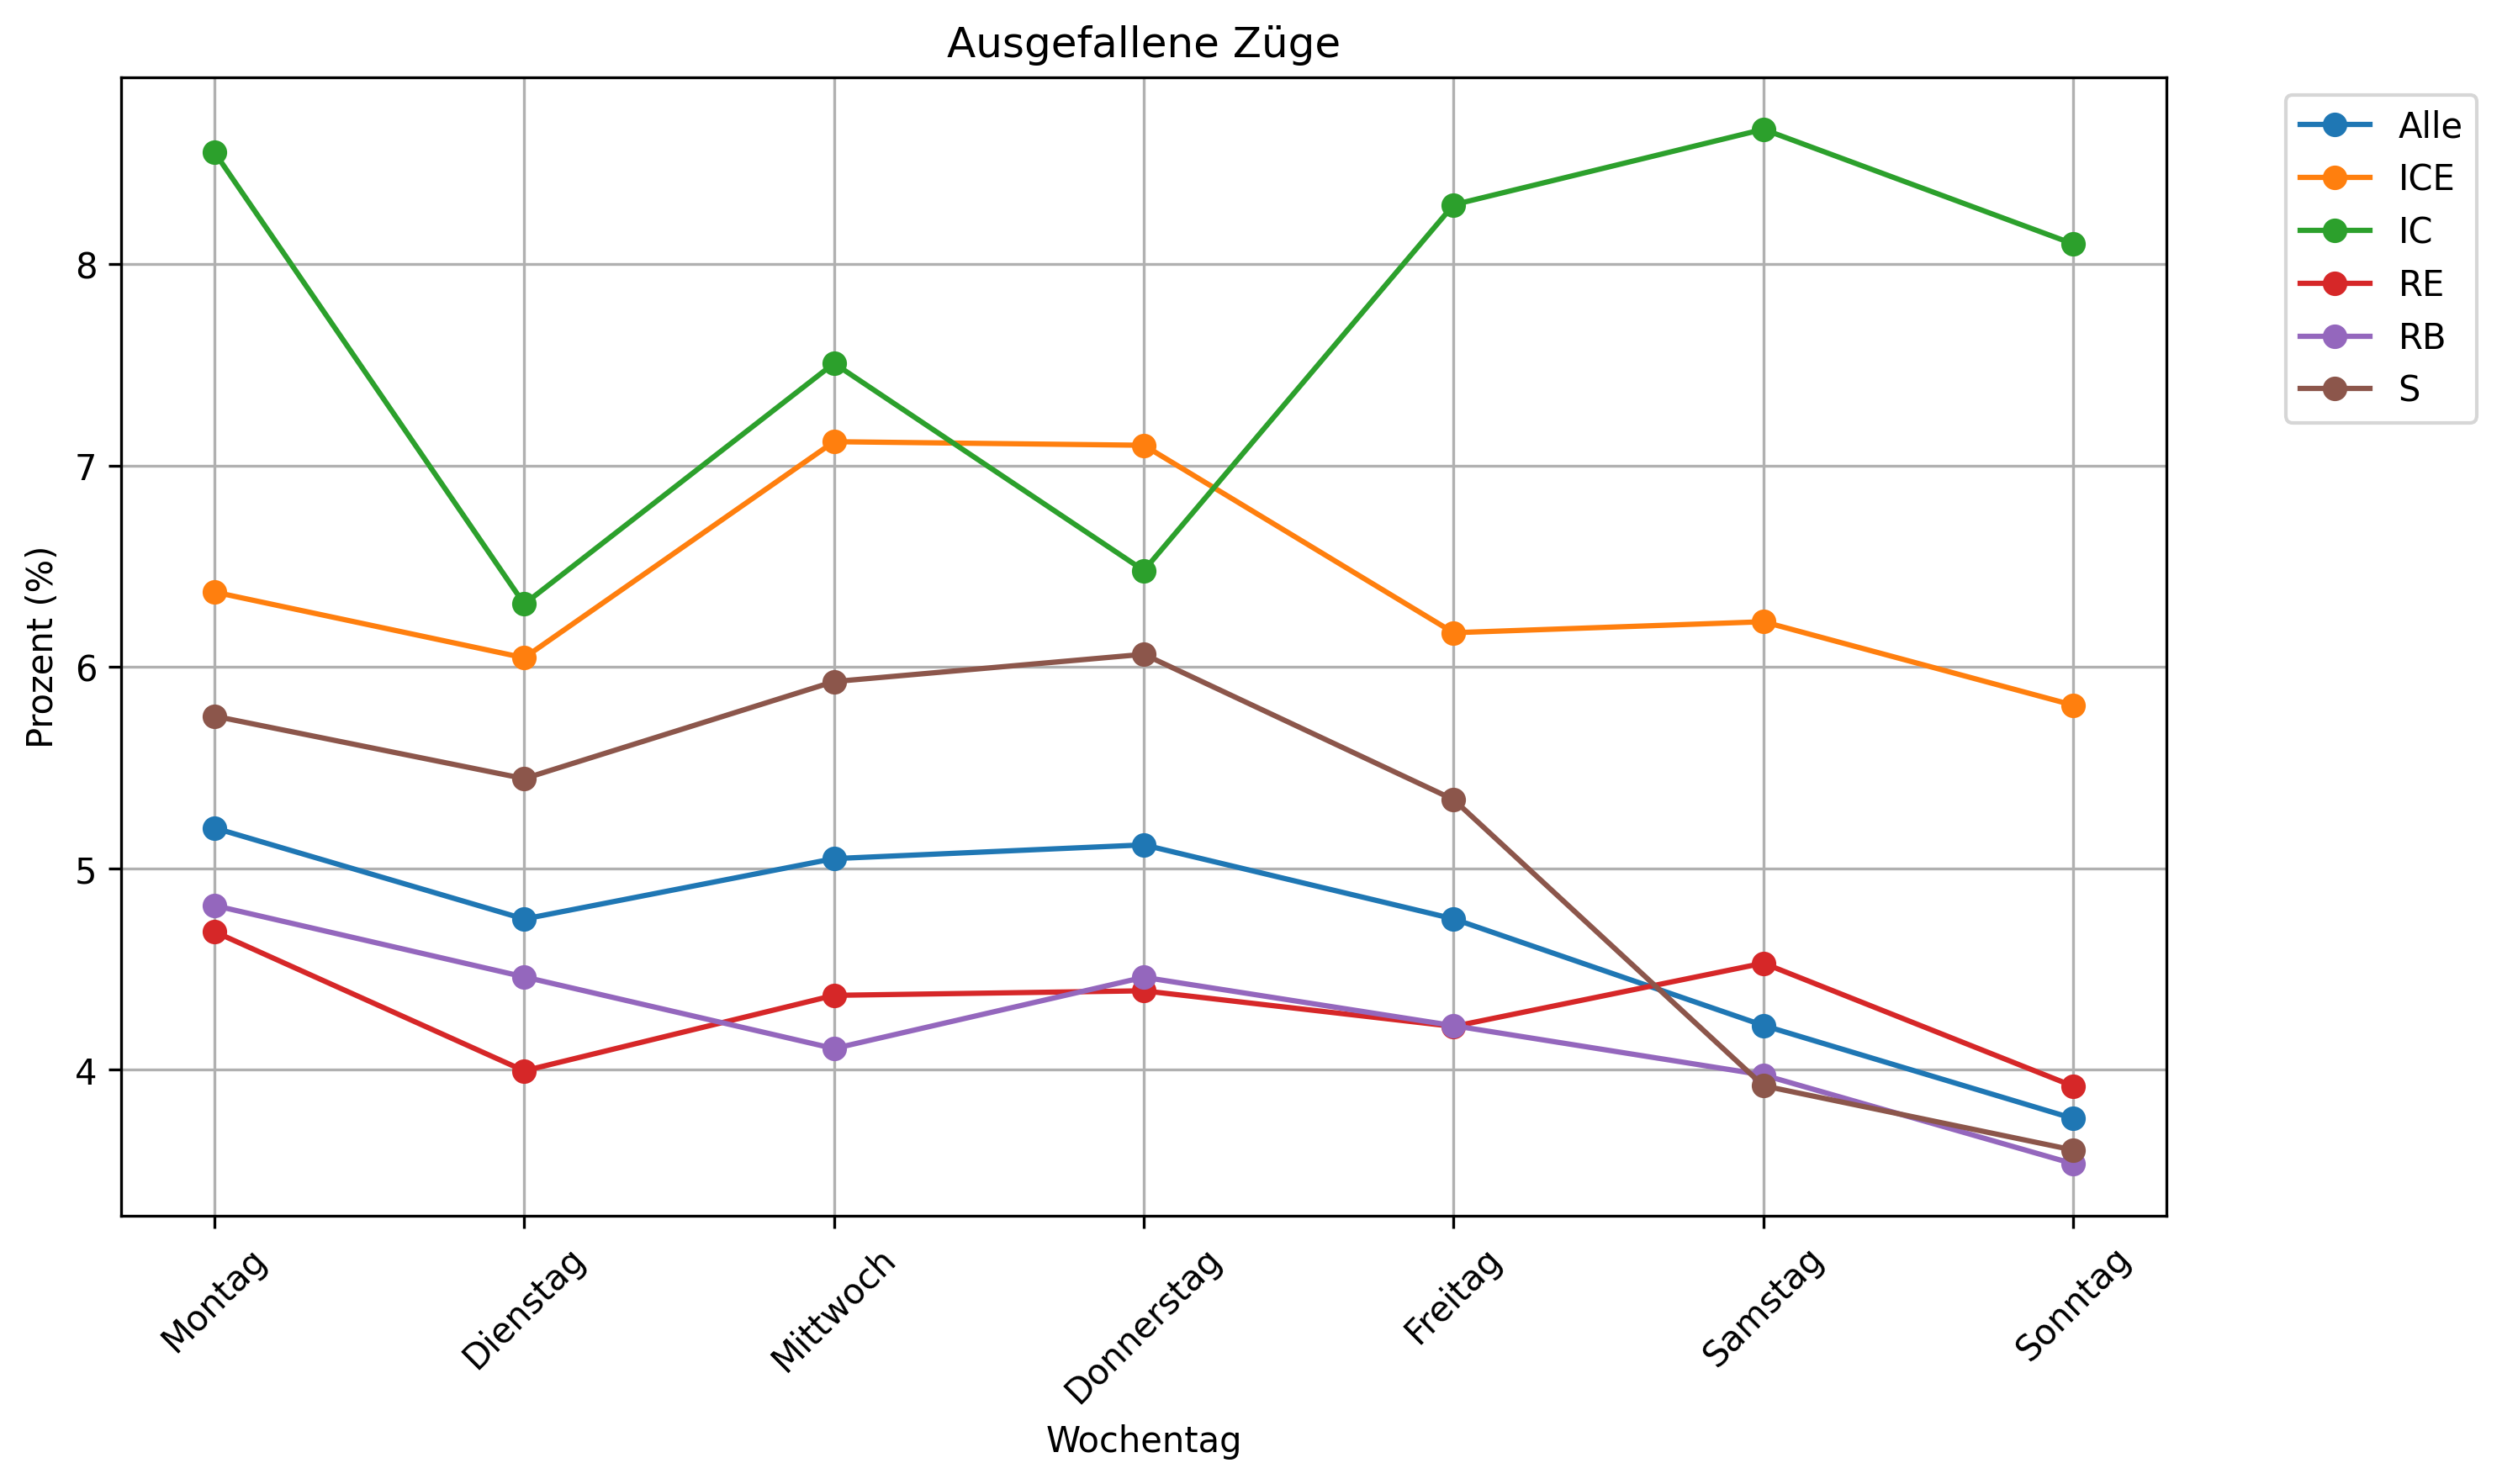 Ausgefallene Züge
Prozent (%)
8
7
6
5
4
Montag
Dienstag
Mittwoch
Donnerstag
Freitag
Samstag
Sonntag
Wochentag
Alle
ICE
IC
RE
RB
S